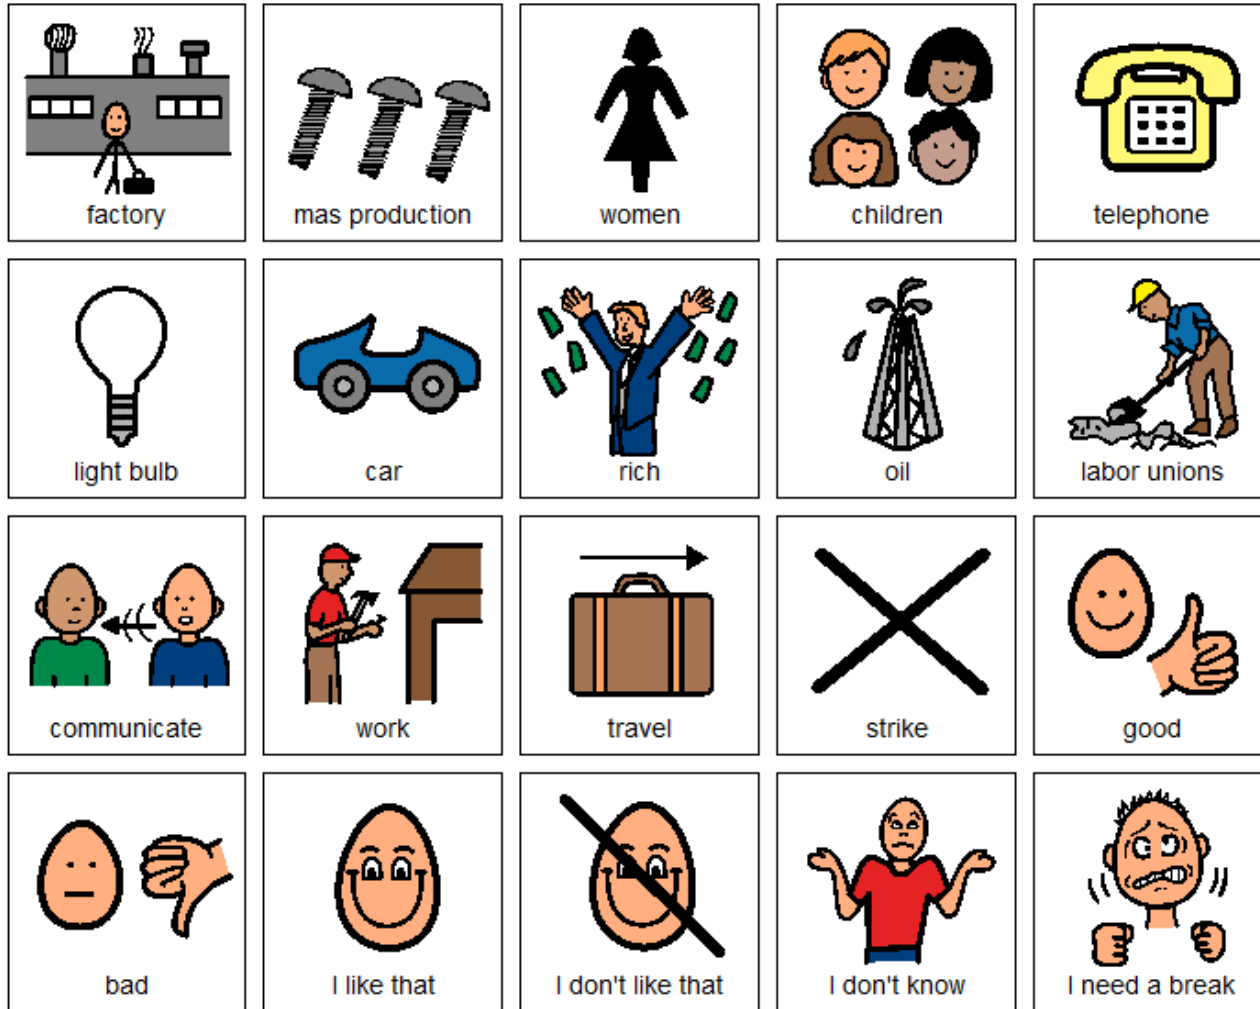 factory
mas production
women
children
telephone
light bulb
car
rich
oil
labor unions
communicate
work
travel
strike
good
bad
I like that
I don't like that
I don't know
I need a break